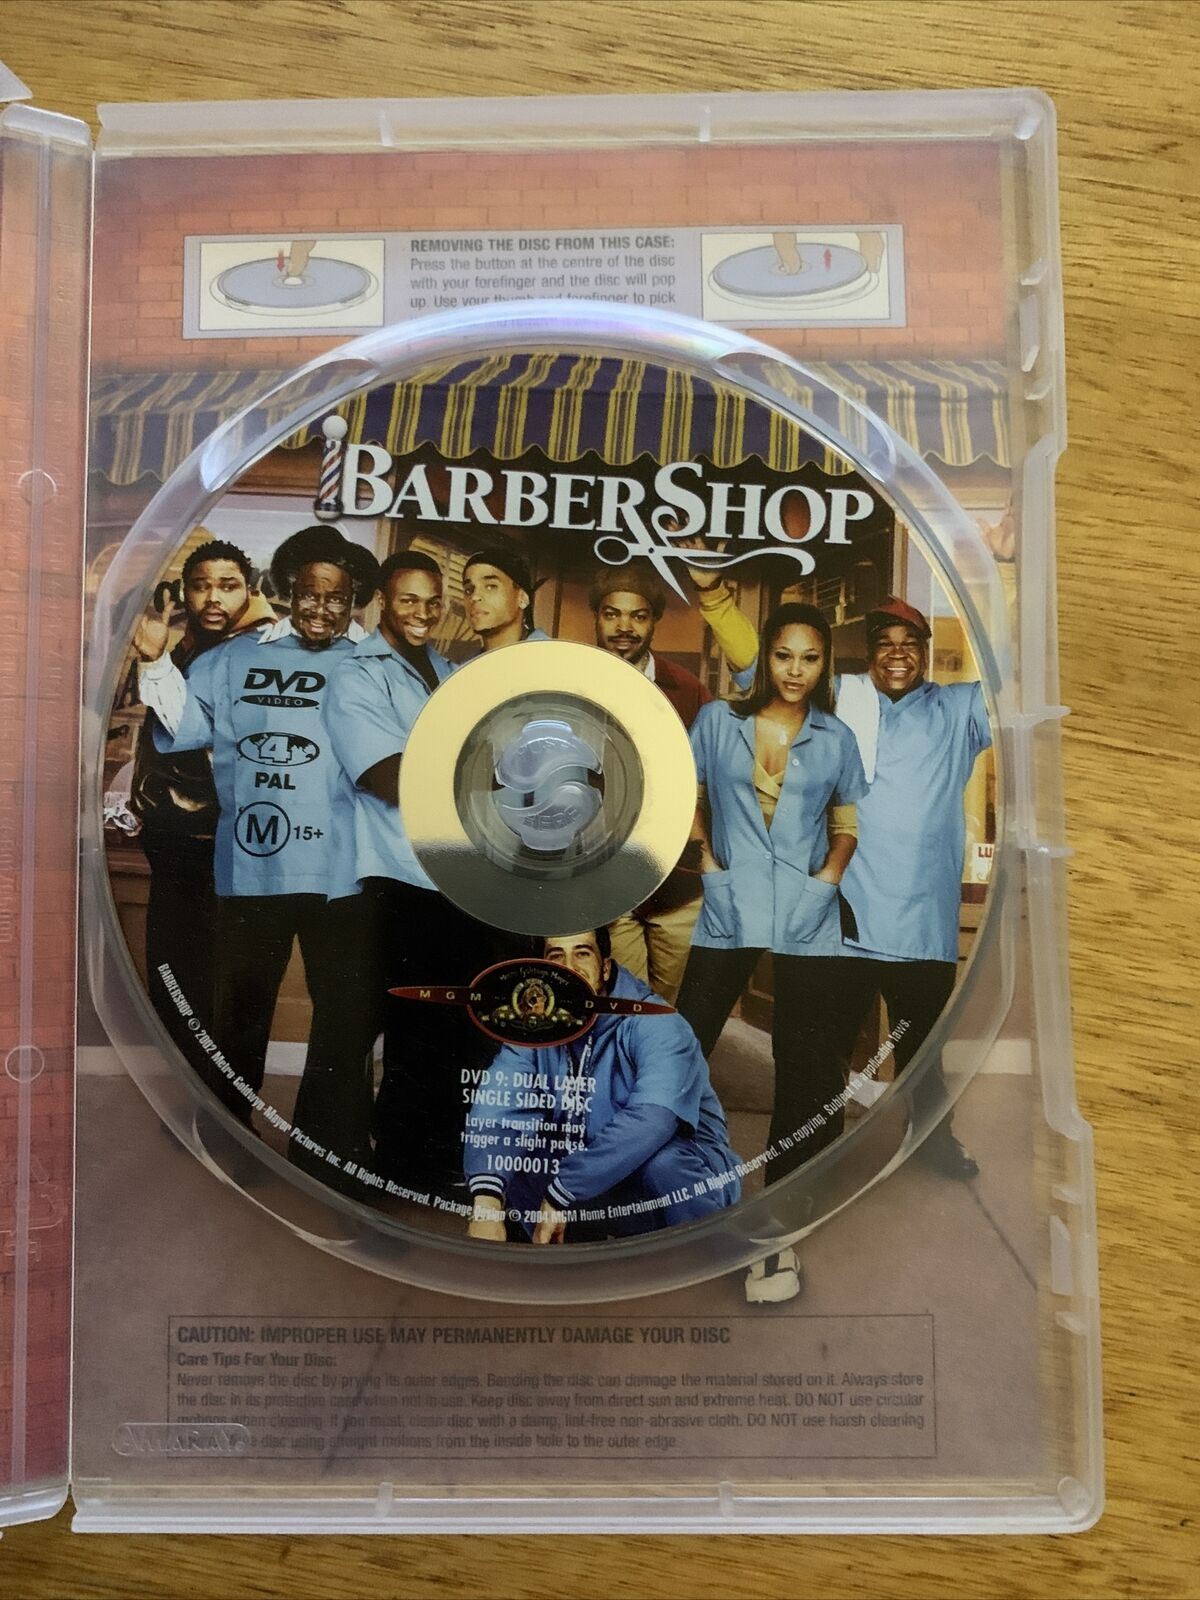 REMOVING THE DISC FROM THIS CASE:
Press the button at the centre of the disc
with your forefinger and the disc will pop
up. Use your thumb and forefinger to pick
BARBERSHOP
DVD
VIDEO
4
PAL
M 15+
PUSH
HERE
MGM DVD
DVD 9: DUAL LAYER
SINGLE SIDED DISC
Layer transition may
trigger a slight pause.
10000013
BARBERSHOP © 2002 Metro-Goldwyn-Mayer Pictures Inc. All Rights Reserved. Package Design © 2004 MGM Home Entertainment LLC. All Rights Reserved. No copying. Subject to applicable laws.
CAUTION: IMPROPER USE MAY PERMANENTLY DAMAGE YOUR DISC
Care Tips For Your Disc:
Never remove the disc by prying its outer edges. Bending the disc can damage the material stored on it. Always store
the disc in its protective case when not in use. Keep disc away from direct sun and extreme heat. DO NOT use circular
motions when cleaning. If you must, clean disc with a damp, lint-free non-abrasive cloth. DO NOT use harsh cleaning
disc using straight motions from the inside hole to the outer edge.
AMARAY